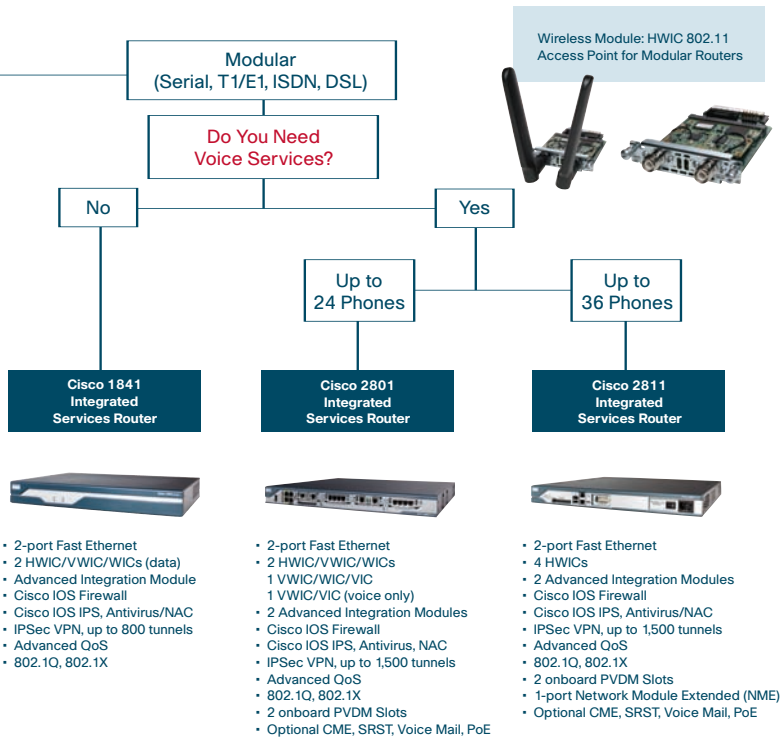 Wireless Module: HWIC 802.11
Access Point for Modular Routers
Modular
(Serial, T1/E1, ISDN, DSL)
Do You Need
Voice Services?
No
Yes
Up to
24 Phones
Up to
36 Phones
Cisco 1841
Integrated
Services Router
Cisco 2801
Integrated
Services Router
Cisco 2811
Integrated
Services Router
• 2-port Fast Ethernet
• 2 HWIC/VWIC/WICs (data)
• Advanced Integration Module
• Cisco IOS Firewall
• Cisco IOS IPS, Antivirus/NAC
• IPSec VPN, up to 800 tunnels
• Advanced QoS
• 802.1Q, 802.1X
• 2-port Fast Ethernet
• 2 HWIC/VWIC/WICs
1 VWIC/WIC/VIC
1 VWIC/VIC (voice only)
• 2 Advanced Integration Modules
• Cisco IOS Firewall
• Cisco IOS IPS, Antivirus, NAC
• IPSec VPN, up to 1,500 tunnels
• Advanced QoS
• 802.1Q, 802.1X
• 2 onboard PVDM Slots
• Optional CME, SRST, Voice Mail, PoE
• 2-port Fast Ethernet
• 4 HWICs
• 2 Advanced Integration Modules
• Cisco IOS Firewall
• Cisco IOS IPS, Antivirus/NAC
• IPSec VPN, up to 1,500 tunnels
• Advanced QoS
• 802.1Q, 802.1X
• 2 onboard PVDM Slots
• 1-port Network Module Extended (NME)
• Optional CME, SRST, Voice Mail, PoE